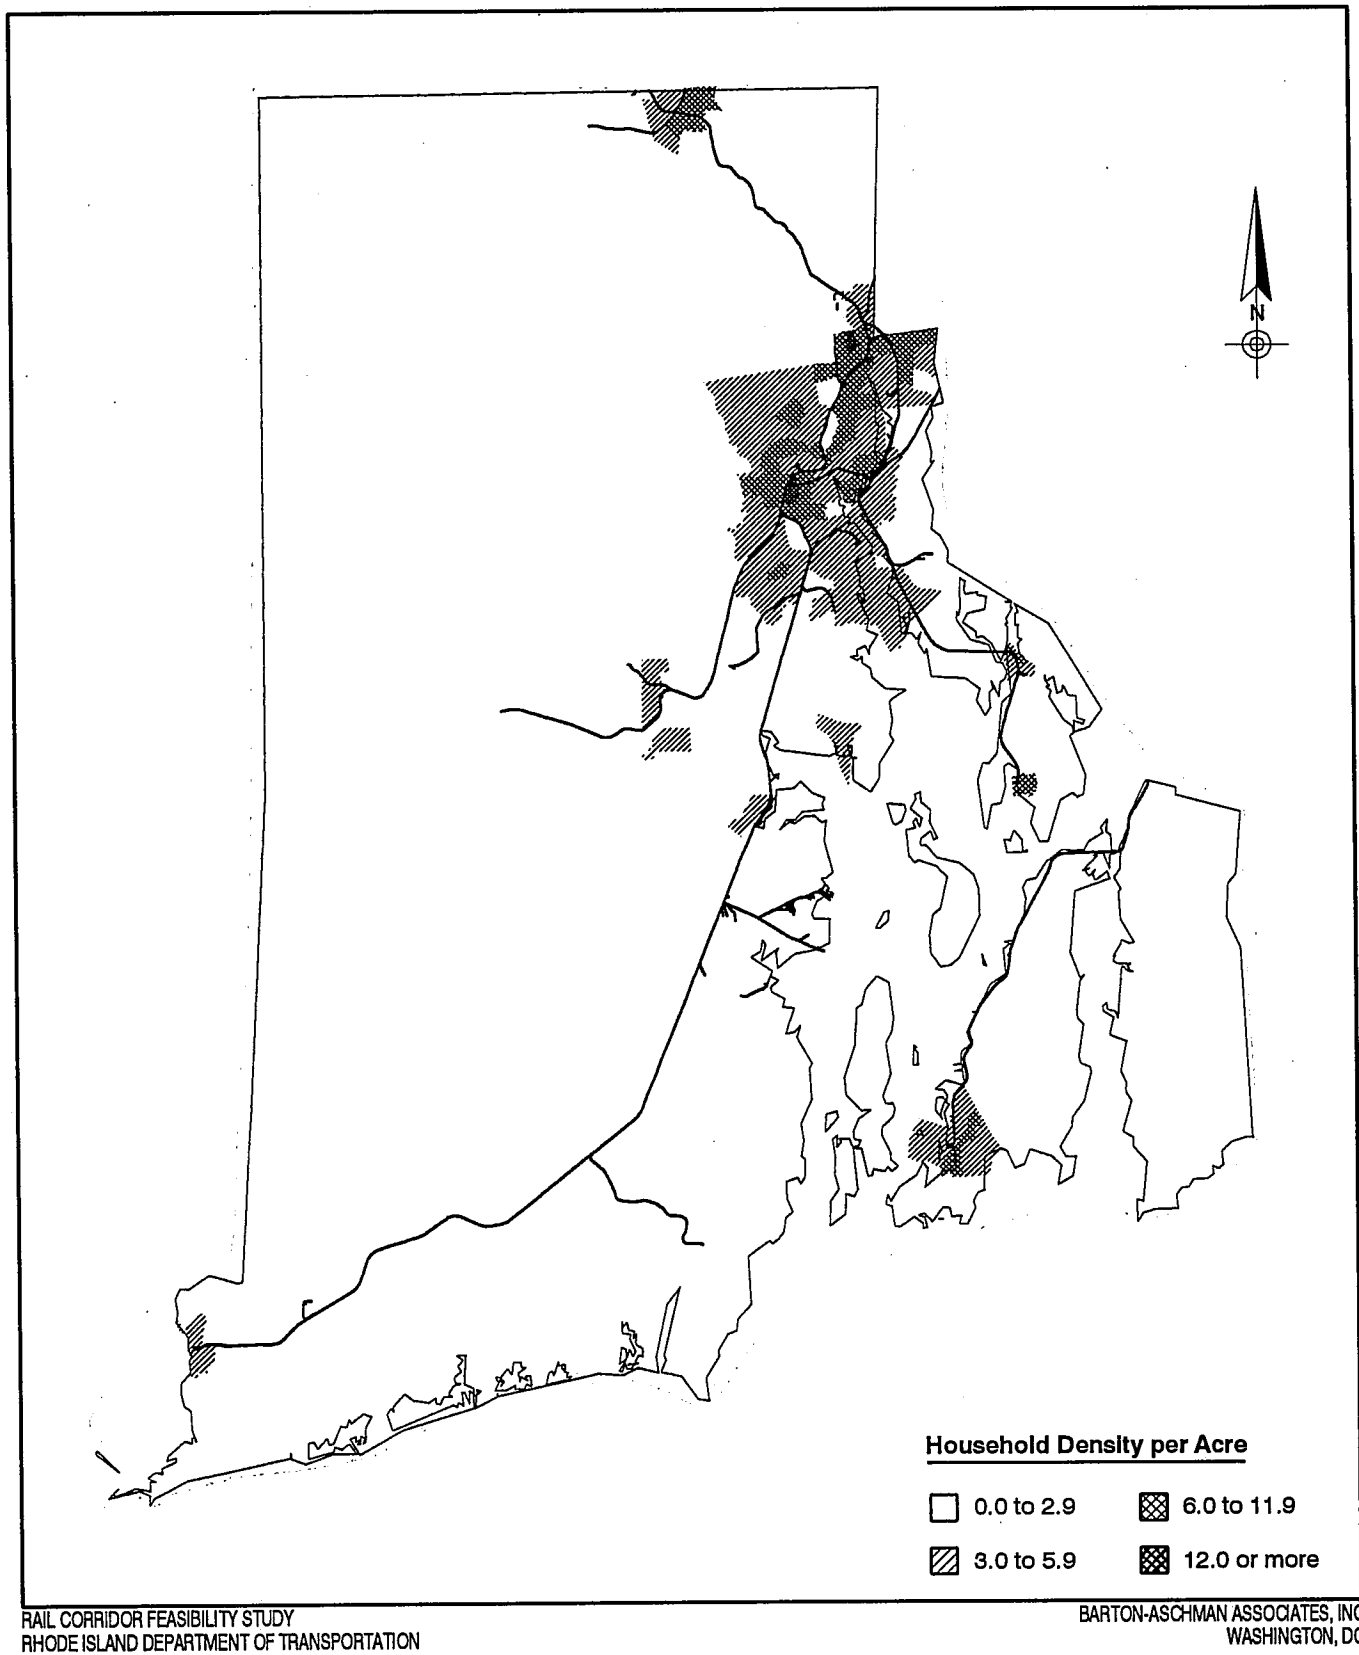 N
Household Density per Acre
0.0 to 2.9
6.0 to 11.9
3.0 to 5.9
12.0 or more
RAIL CORRIDOR FEASIBILITY STUDY
RHODE ISLAND DEPARTMENT OF TRANSPORTATION
BARTON-ASCHMAN ASSOCIATES, INC
WASHINGTON, DC